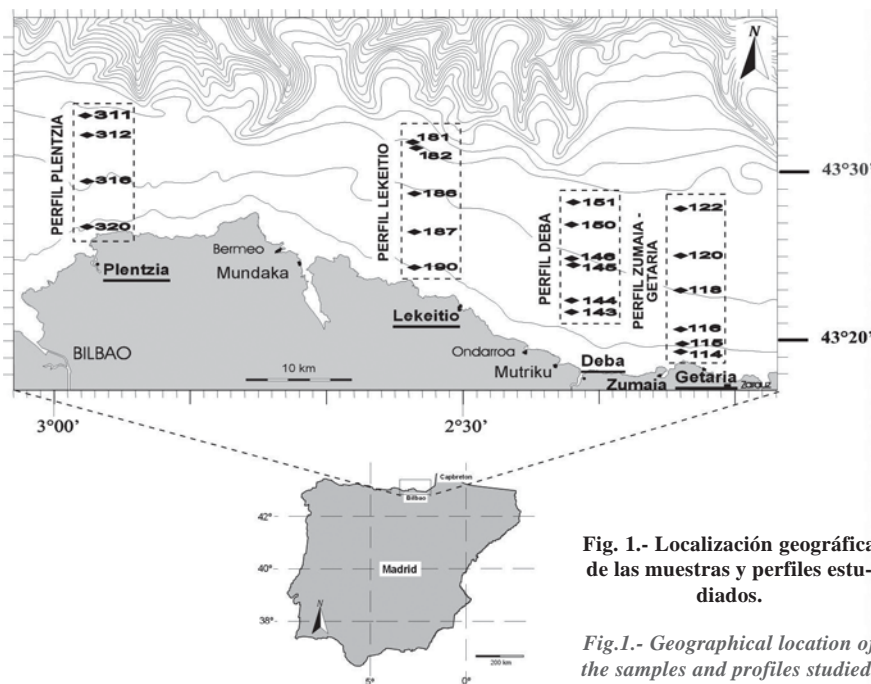 N
311
312
316
320
PERFIL PLENTZIA
181
182
186
187
190
PERFIL LEKEITIO
151
150
146
145
144
143
PERFIL DEBA
122
120
118
116
115
114
PERFIL ZUMAIA -
GETARIA
43°30'
43°20'
Bermeo
Mundaka
Plentzia
Lekeitio
BILBAO
10 km
Ondarroa
Mutriku
Deba
Zumaia
Getaria
Zarauz
3°00'
2°30'
Capbreton
Bilbao
42°
Madrid
40°
38°
N
200 km
5°
0°
Fig. 1.- Localización geográfica
de las muestras y perfiles estu-
diados.
Fig.1.- Geographical location of
the samples and profiles studied.